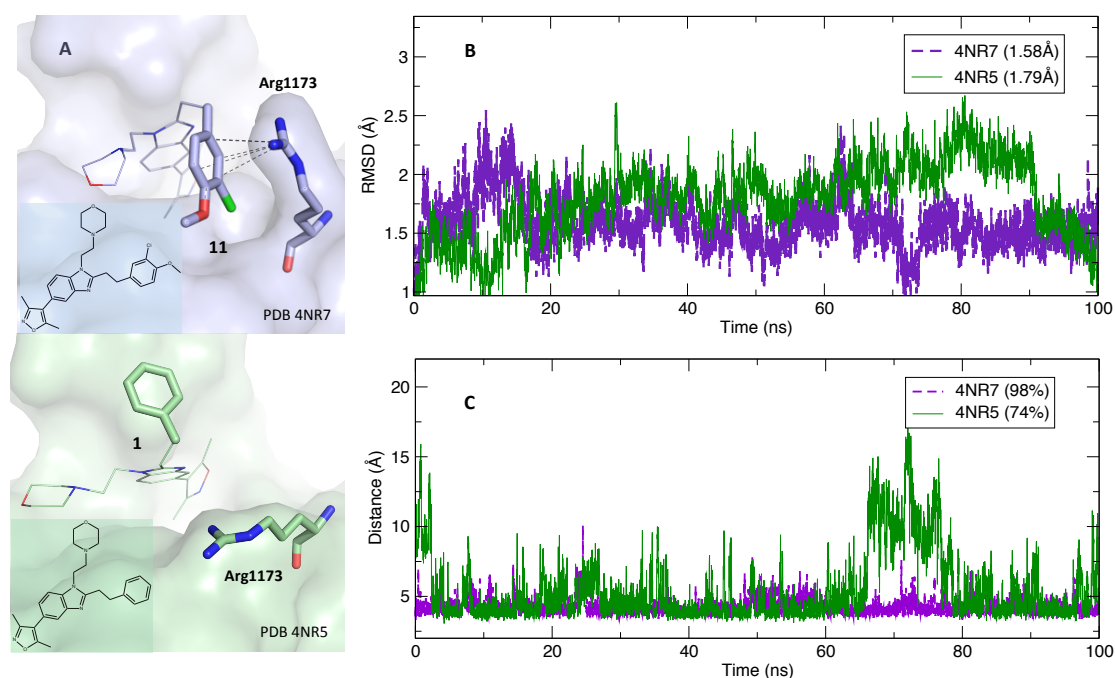 A
Arg1173
11
O
N
Cl
N
O
N
N
O
PDB 4NR7
1
Arg1173
O
N
N
N
N
O
PDB 4NR5
B
4NR7 (1.58Å)
4NR5 (1.79Å)
3
2.5
2
1.5
1
RMSD (Å)
0
20
40
60
80
100
Time (ns)
C
4NR7 (98%)
4NR5 (74%)
20
15
10
5
Distance (Å)
0
20
40
60
80
100
Time (ns)